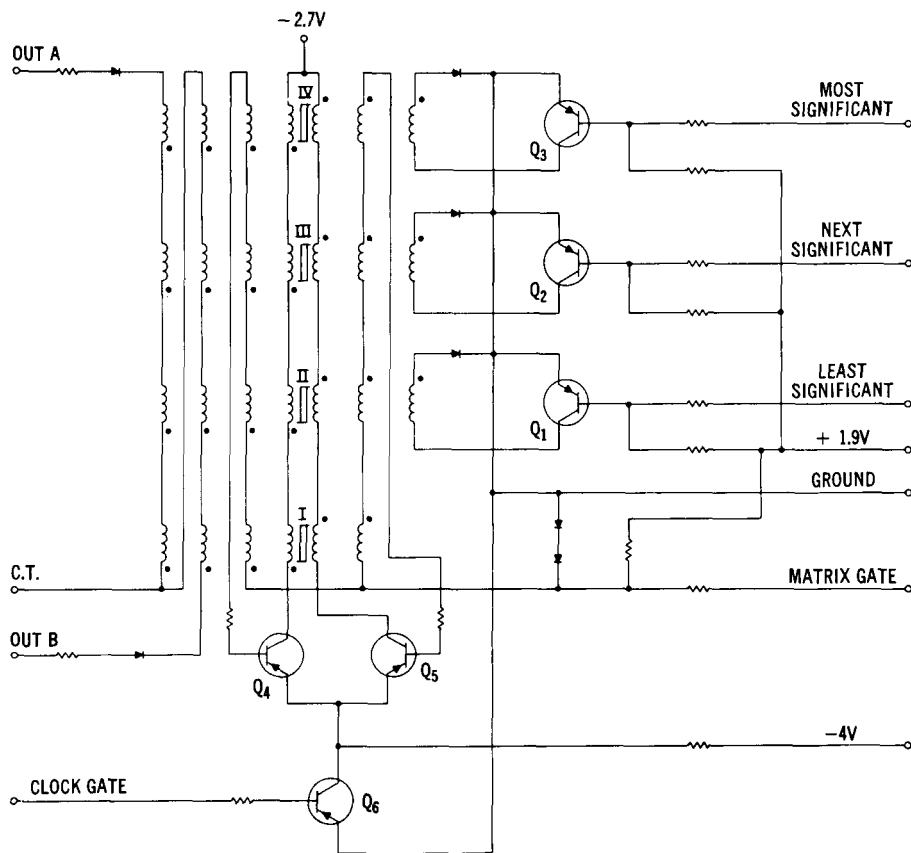 − 2.7V
OUT A
IV
MOST
SIGNIFICANT
Q3
III
NEXT
SIGNIFICANT
Q2
II
LEAST
SIGNIFICANT
Q1
+ 1.9V
GROUND
I
C.T.
MATRIX GATE
OUT B
Q4
Q5
−4V
CLOCK GATE
Q6